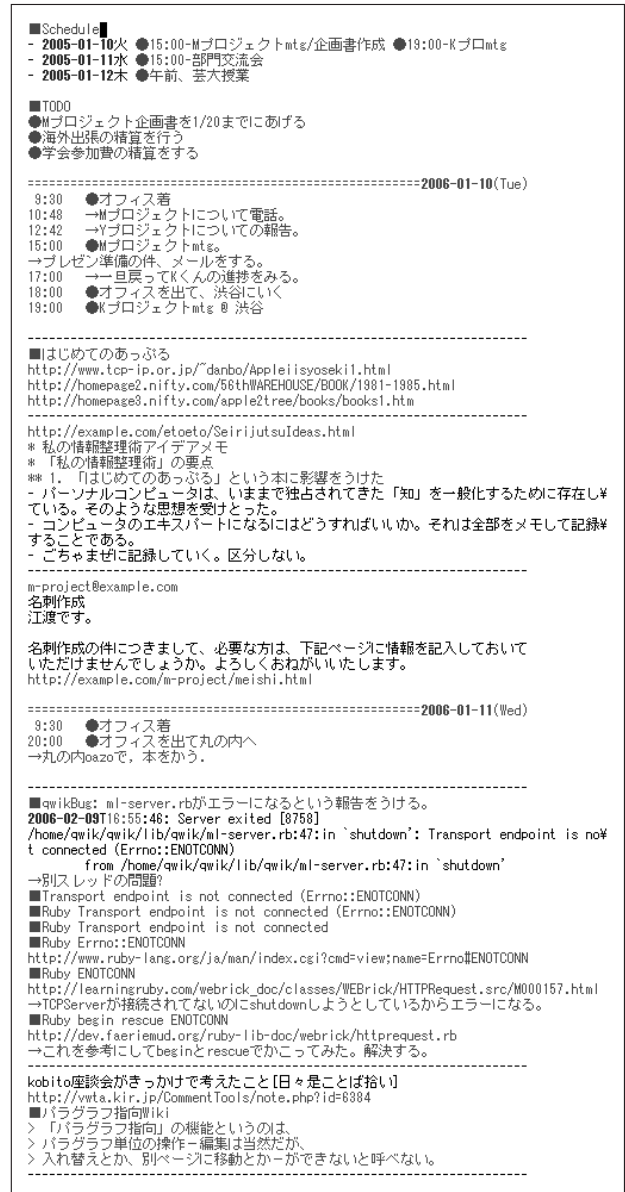 ■Schedule
- 2005-01-10火 ●15:00-Mプロジェクトmtg/企画書作成 ●19:00-Kプロmtg
- 2005-01-11水 ●15:00-部門交流会
- 2005-01-12木 ●午前、芸大授業
■TODO
●Mプロジェクト企画書を1/20までにあげる
●海外出張の精算を行う
●学会参加費の精算をする
====================================================2006-01-10(Tue)
9:30 ●オフィス着
10:48 →Mプロジェクトについて電話。
12:42 →Yプロジェクトについての報告。
15:00 ●Mプロジェクトmtg。
→プレゼン準備の件、メールをする。
17:00 →一旦戻ってKくんの進捗をみる。
18:00 ●オフィスを出て、渋谷にいく
19:00 ●Kプロジェクトmtg @ 渋谷
------------------------------------------------------------------
■はじめてのあっぷる
http://www.tcp-ip.or.jp/~danbo/Appleiisyoseki1.html
http://homepage2.nifty.com/56thWAREHOUSE/BOOK/1981-1985.html
http://homepage3.nifty.com/apple2tree/books/books1.htm
------------------------------------------------------------------
http://example.com/etoeto/SeirijutsuIdeas.html
* 私の情報整理術アイデアメモ
* 「私の情報整理術」の要点
** 1. 「はじめてのあっぷる」という本に影響をうけた
- パーソナルコンピュータは、いままで独占されてきた「知」を一般化するために存在し¥
ている。そのような思想を受けとった。
- コンピュータのエキスパートになるにはどうすればいいか。それは全部をメモして記録¥
することである。
- ごちゃまぜに記録していく。区分しない。
------------------------------------------------------------------
m-project@example.com
名刺作成
江渡です。
名刺作成の件につきまして、必要な方は、下記ページに情報を記入しておいて
いただけませんでしょうか。よろしくおねがいいたします。
http://example.com/m-project/meishi.html
====================================================2006-01-11(Wed)
9:30 ●オフィス着
20:00 ●オフィスを出て丸の内へ
→丸の内oazoで，本をかう．
------------------------------------------------------------------
■qwikBug: ml-server.rbがエラーになるという報告をうける。
2006-02-09T16:55:46: Server exited [8758]
/home/qwik/qwik/lib/qwik/ml-server.rb:47:in `shutdown': Transport endpoint is no¥
t connected (Errno::ENOTCONN)
from /home/qwik/qwik/lib/qwik/ml-server.rb:47:in `shutdown'
→別スレッドの問題?
■Transport endpoint is not connected (Errno::ENOTCONN)
■Ruby Transport endpoint is not connected (Errno::ENOTCONN)
■Ruby Transport endpoint is not connected
■Ruby Errno::ENOTCONN
http://www.ruby-lang.org/ja/man/index.cgi?cmd=view;name=Errno#ENOTCONN
■Ruby ENOTCONN
http://learningruby.com/webrick_doc/classes/WEBrick/HTTPRequest.src/M000157.html
→TCPServerが接続されてないのにshutdownしようとしているからエラーになる。
■Ruby begin rescue ENOTCONN
http://dev.faeriemud.org/ruby-lib-doc/webrick/httprequest.rb
→これを参考にしてbeginとrescueでかこってみた。解決する。
------------------------------------------------------------------
kobito座談会がきっかけで考えたこと[日々是ことば拾い]
http://vwta.kir.jp/CommentTools/note.php?id=6384
■パラグラフ指向Wiki
> 「パラグラフ指向」の機能というのは、
> パラグラフ単位の操作－編集は当然だが、
> 入れ替えとか、別ページに移動とか－ができないと呼べない。
------------------------------------------------------------------